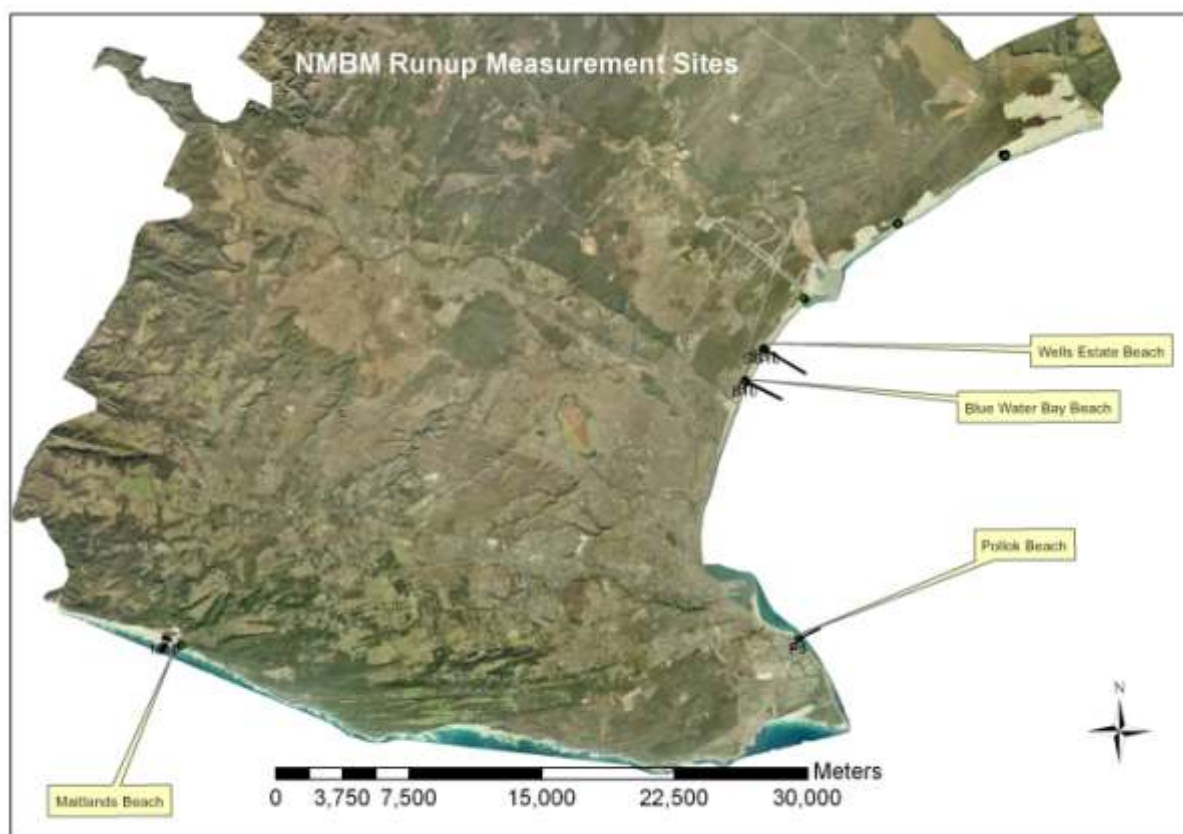 NMBM Runup Measurement Sites
Wells Estate Beach
Blue Water Bay Beach
Pollok Beach
N
Maitlands Beach
Meters
0 3,750 7,500 15,000 22,500 30,000